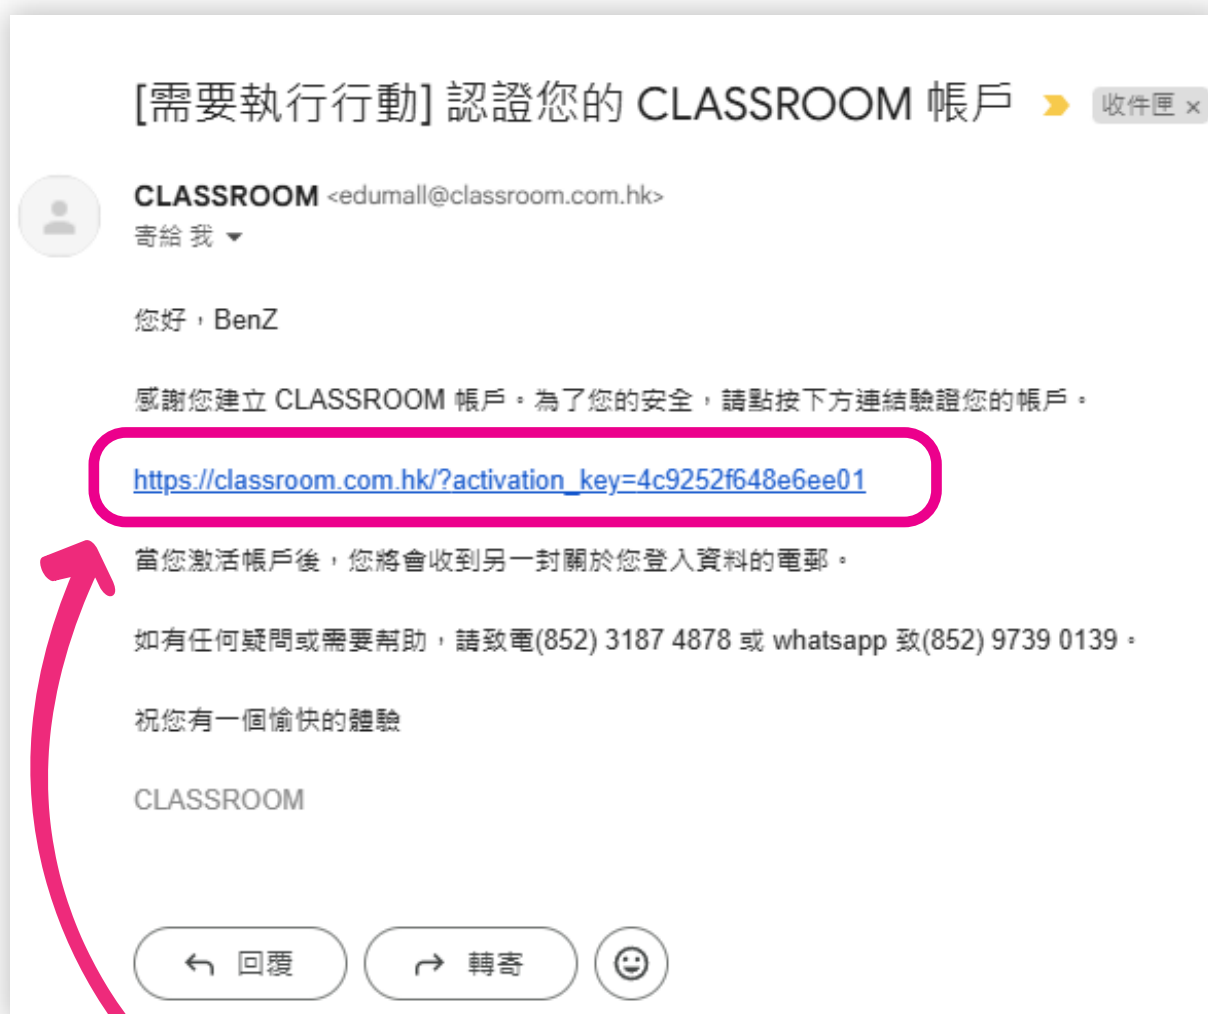 [需要執行行動] 認證您的 CLASSROOM 帳戶 收件匣 ×
CLASSROOM <edumall@classroom.com.hk>
寄給 我
您好，BenZ
感謝您建立 CLASSROOM 帳戶。為了您的安全，請點按下方連結驗證您的帳戶。
https://classroom.com.hk/?activation_key=4c9252f648e6ee01
當您激活帳戶後，您將會收到另一封關於您登入資料的電郵。
如有任何疑問或需要幫助，請致電(852) 3187 4878 或 whatsapp 致(852) 9739 0139。
祝您有一個愉快的體驗
CLASSROOM
回覆 轉寄